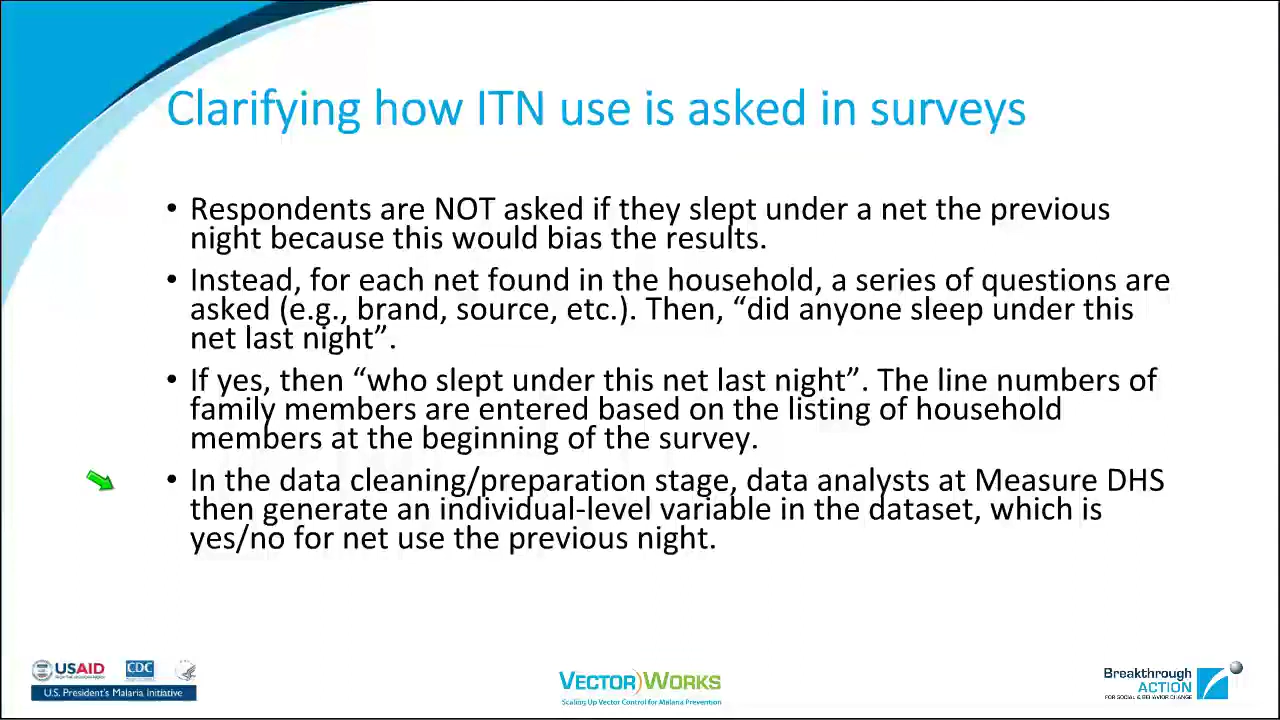 Clarifying how ITN use is asked in surveys
• Respondents are NOT asked if they slept under a net the previous
night because this would bias the results.
• Instead, for each net found in the household, a series of questions are
asked (e.g., brand, source, etc.). Then, “did anyone sleep under this
net last night”.
• If yes, then “who slept under this net last night”. The line numbers of
family members are entered based on the listing of household
members at the beginning of the survey.
• In the data cleaning/preparation stage, data analysts at Measure DHS
then generate an individual-level variable in the dataset, which is
yes/no for net use the previous night.
USAID
CDC
U.S. President's Malaria Initiative
VECTORWORKS
Scaling Up Vector Control for Malaria Prevention
Breakthrough
ACTION
FOR SOCIAL & BEHAVIOR CHANGE